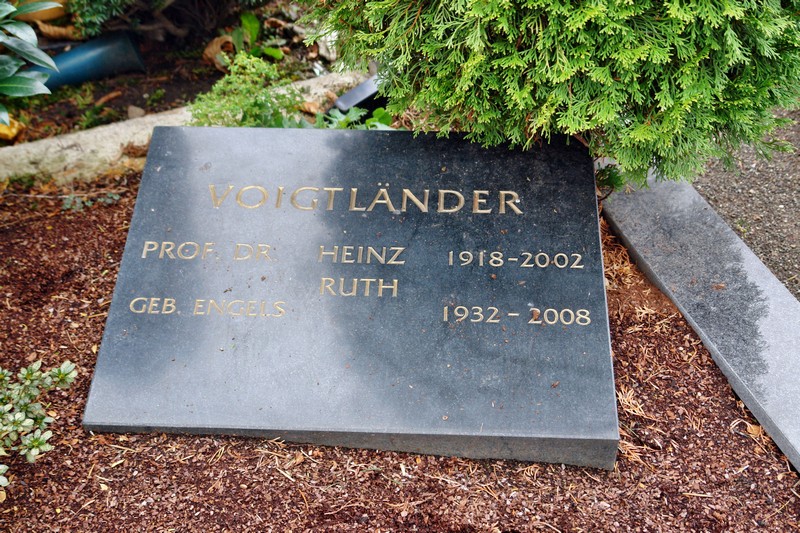 VOIGTLÄNDER
PROF. DR. HEINZ 1918-2002
RUTH
GEB. ENGELS 1932 - 2008